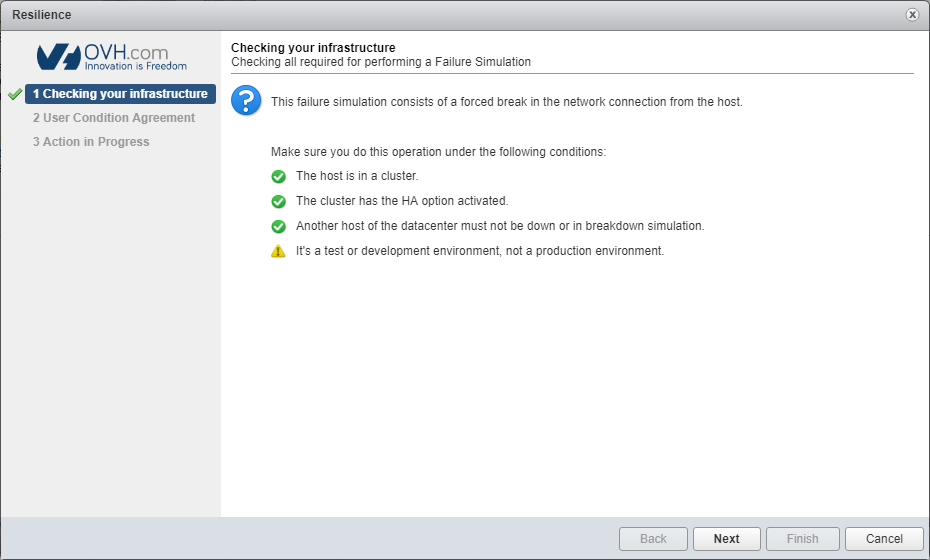 Resilience
OVH.com
Innovation is Freedom
1 Checking your infrastructure
2 User Condition Agreement
3 Action in Progress
Checking your infrastructure
Checking all required for performing a Failure Simulation
This failure simulation consists of a forced break in the network connection from the host.
Make sure you do this operation under the following conditions:
The host is in a cluster.
The cluster has the HA option activated.
Another host of the datacenter must not be down or in breakdown simulation.
It's a test or development environment, not a production environment.
Back
Next
Finish
Cancel